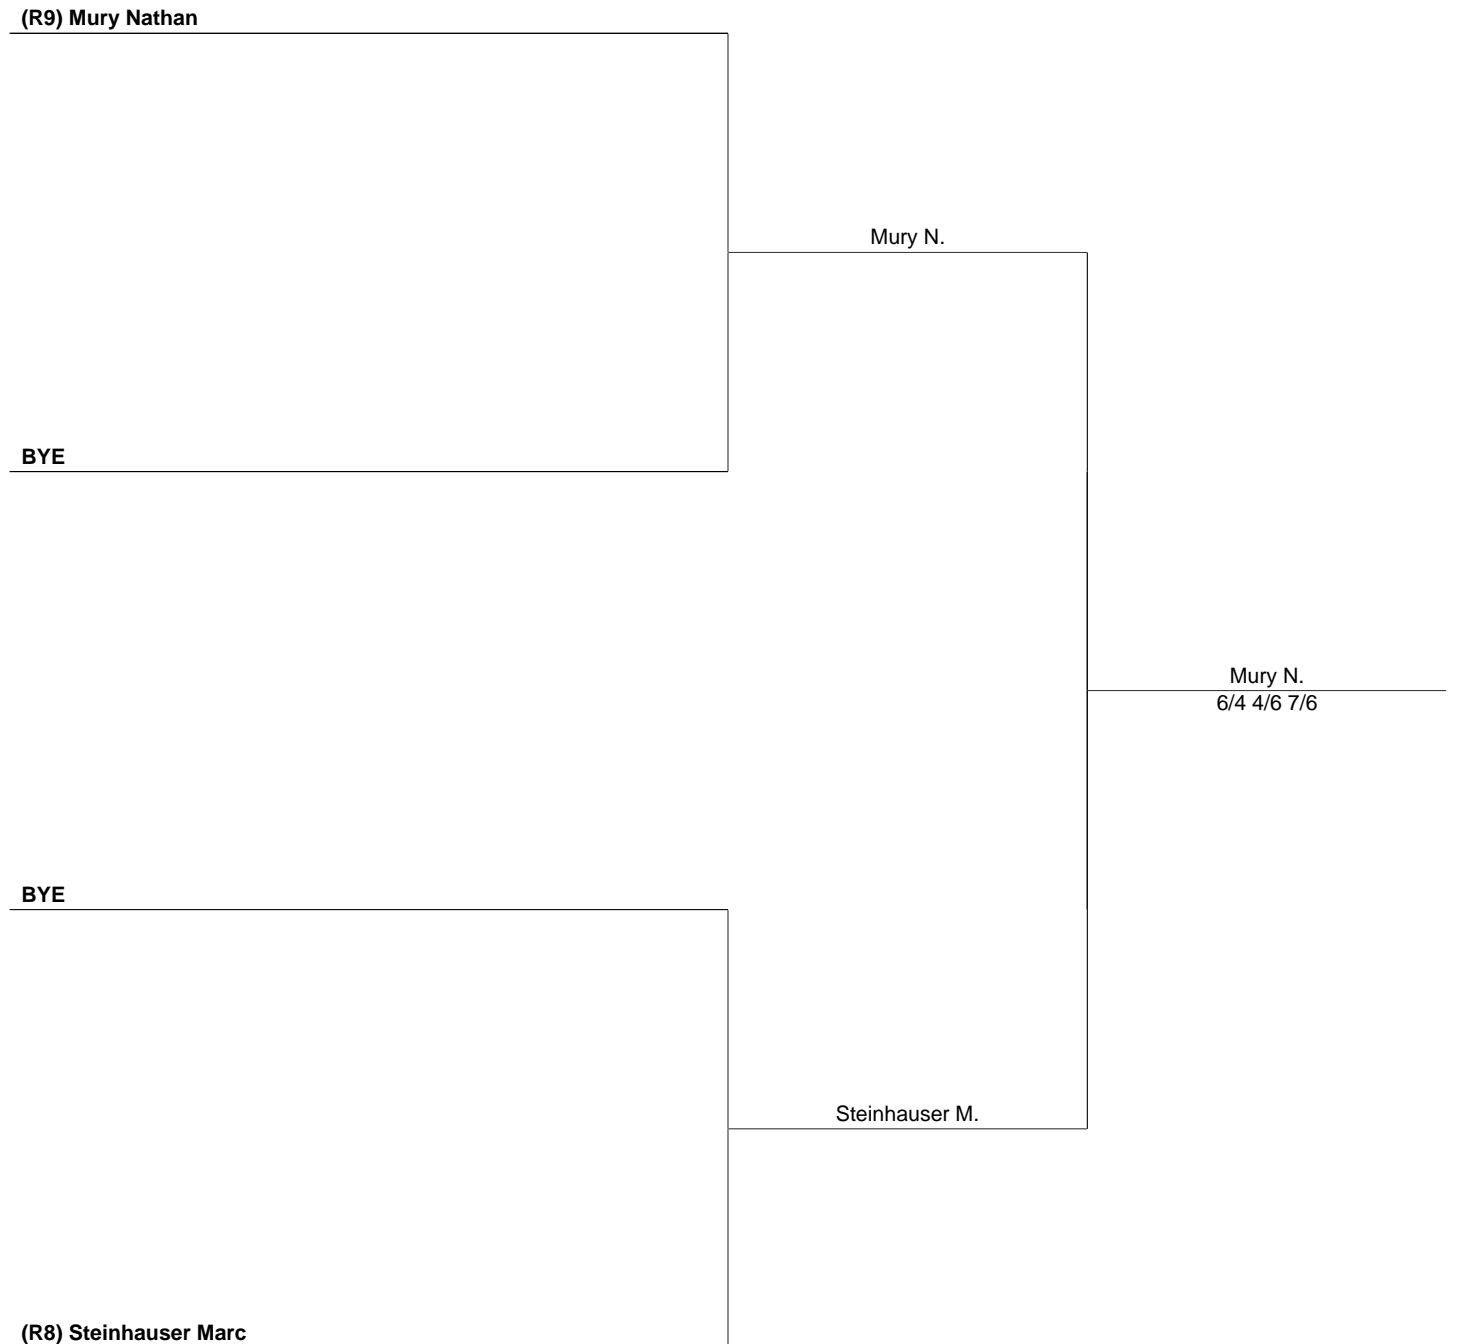 (R9) Mury Nathan
Mury N.
BYE
Mury N.
6/4 4/6 7/6
BYE
Steinhauser M.
(R8) Steinhauser Marc